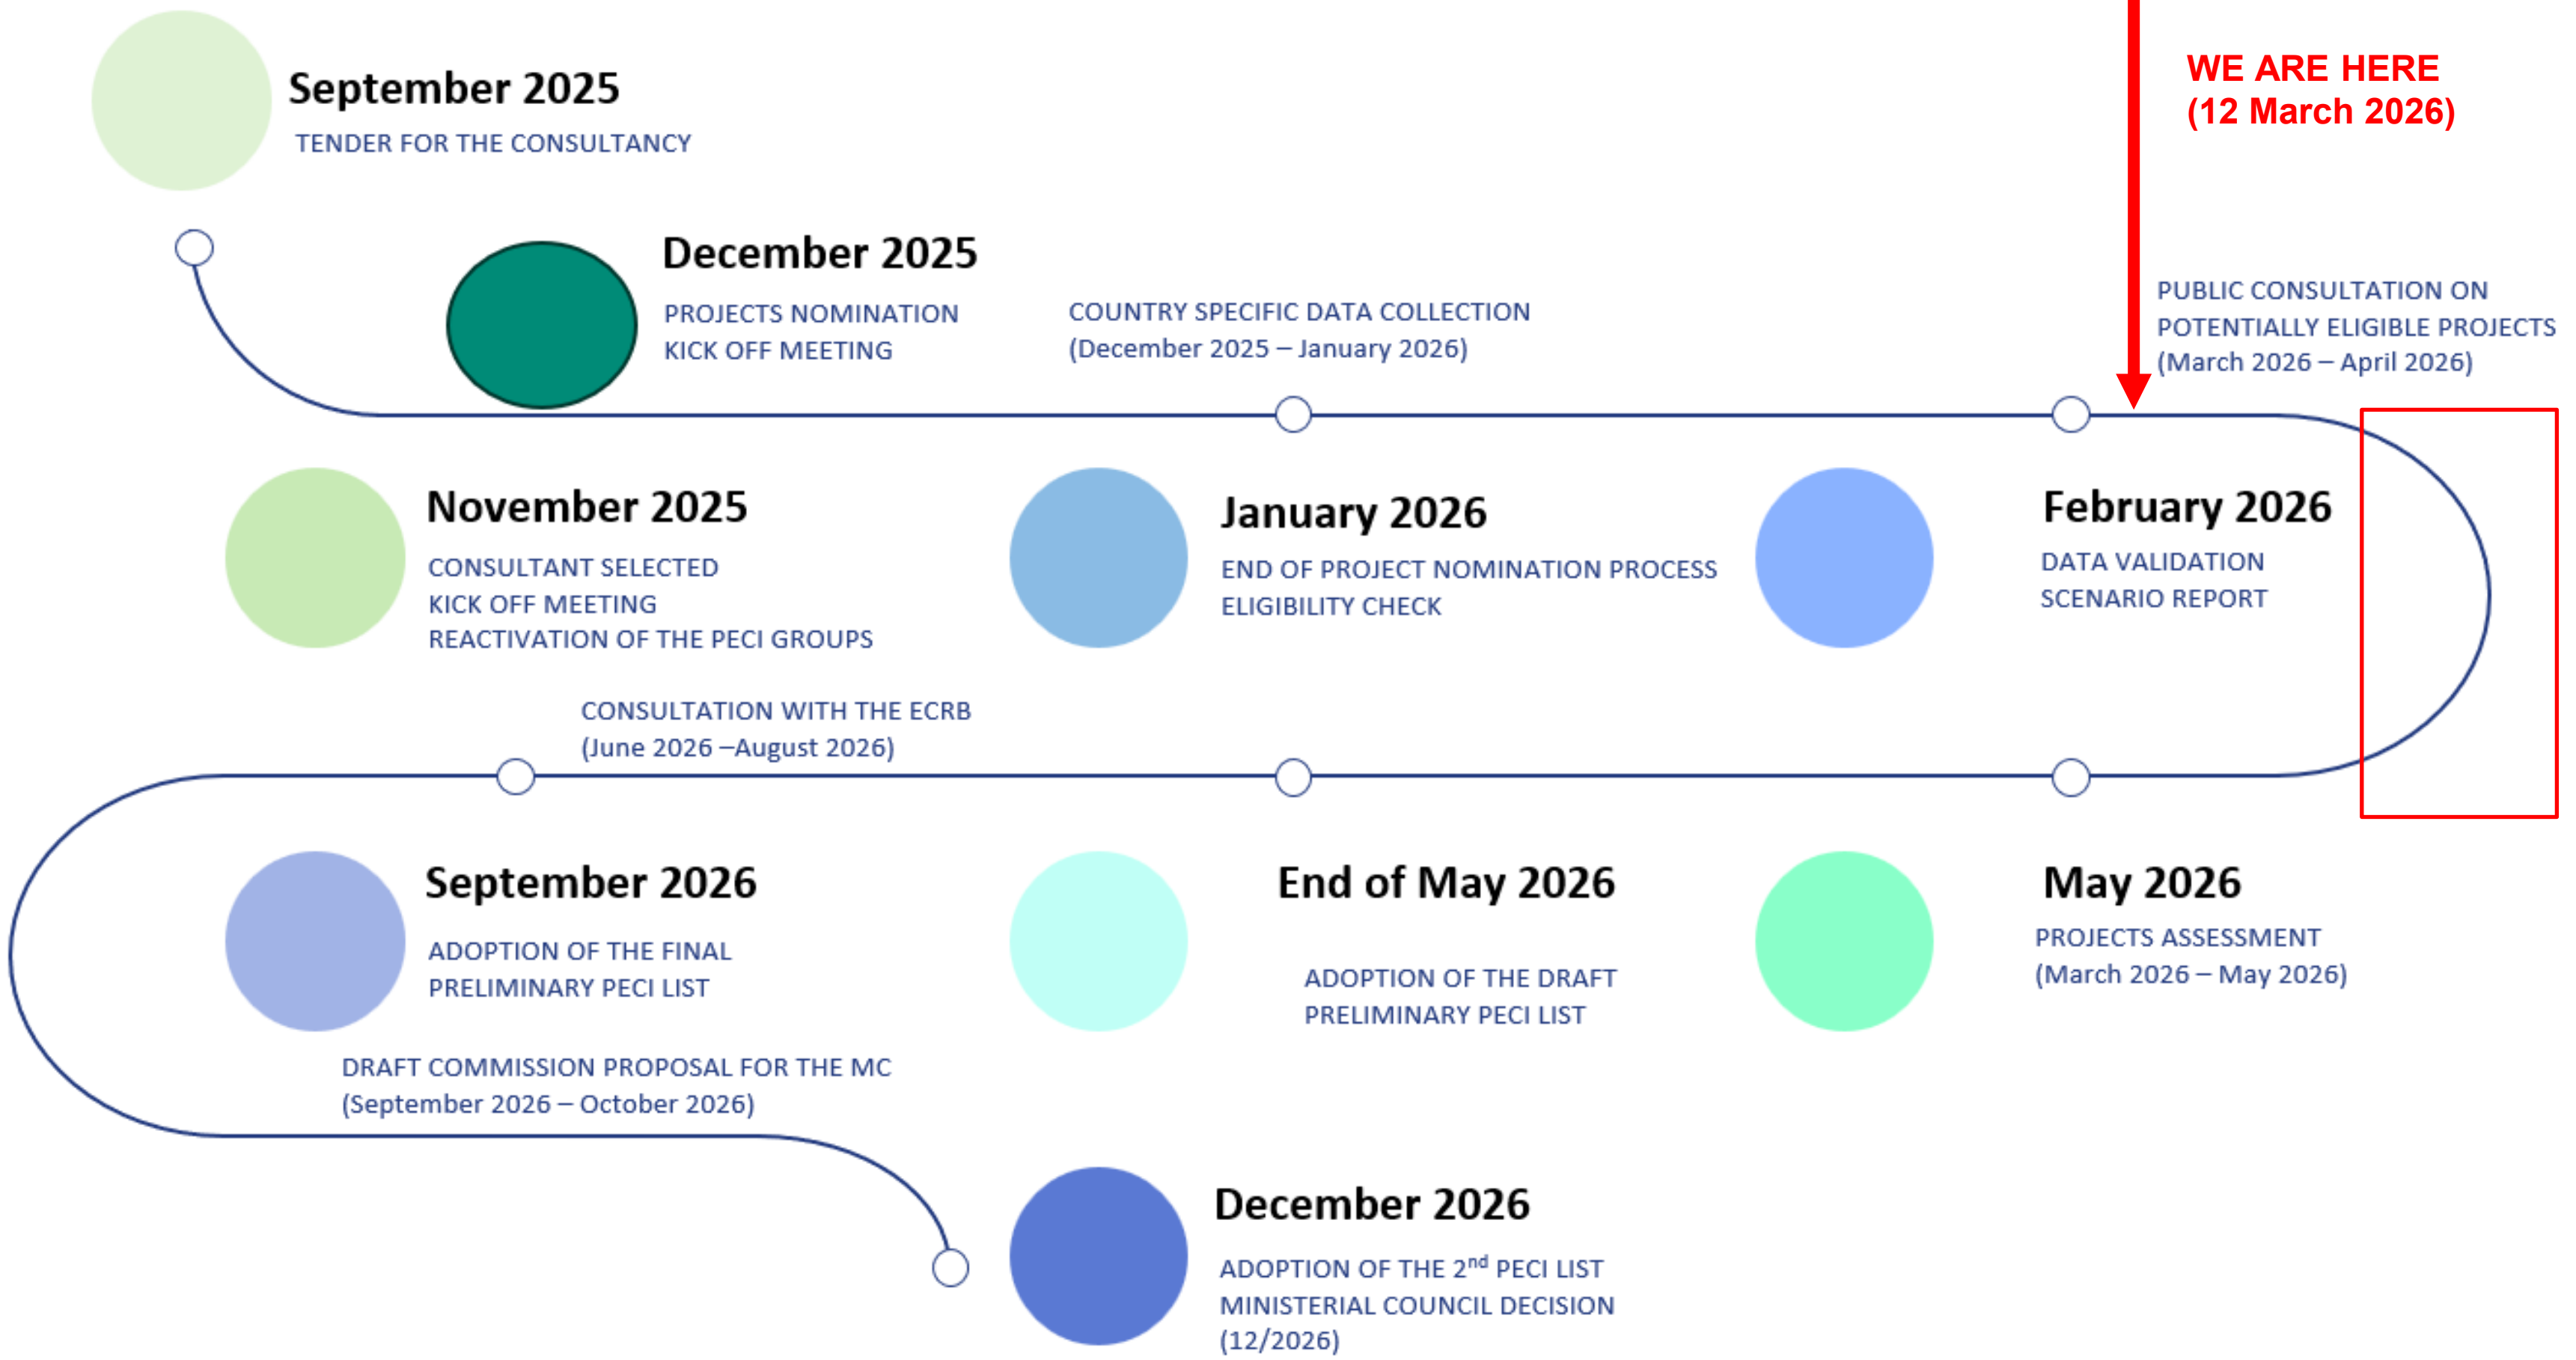 September 2025
TENDER FOR THE CONSULTANCY
WE ARE HERE
(12 March 2026)
December 2025
PROJECTS NOMINATION
KICK OFF MEETING
COUNTRY SPECIFIC DATA COLLECTION
(December 2025 – January 2026)
PUBLIC CONSULTATION ON
POTENTIALLY ELIGIBLE PROJECTS
(March 2026 – April 2026)
November 2025
CONSULTANT SELECTED
KICK OFF MEETING
REACTIVATION OF THE PECI GROUPS
January 2026
END OF PROJECT NOMINATION PROCESS
ELIGIBILITY CHECK
February 2026
DATA VALIDATION
SCENARIO REPORT
CONSULTATION WITH THE ECRB
(June 2026 –August 2026)
September 2026
ADOPTION OF THE FINAL
PRELIMINARY PECI LIST
End of May 2026
ADOPTION OF THE DRAFT
PRELIMINARY PECI LIST
May 2026
PROJECTS ASSESSMENT
(March 2026 – May 2026)
DRAFT COMMISSION PROPOSAL FOR THE MC
(September 2026 – October 2026)
December 2026
ADOPTION OF THE 2nd PECI LIST
MINISTERIAL COUNCIL DECISION
(12/2026)